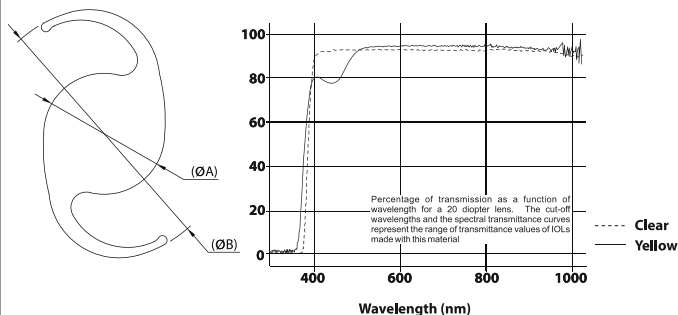 (ØA)
(ØB)
100
80
60
40
20
0
400
600
800
1000
Percentage of transmission as a function of
wavelength for a 20 diopter lens. The cut-off
wavelengths and the spectral transmittance curves
represent the range of transmittance values of IOLs
made with this material
Clear
Yellow
Wavelength (nm)